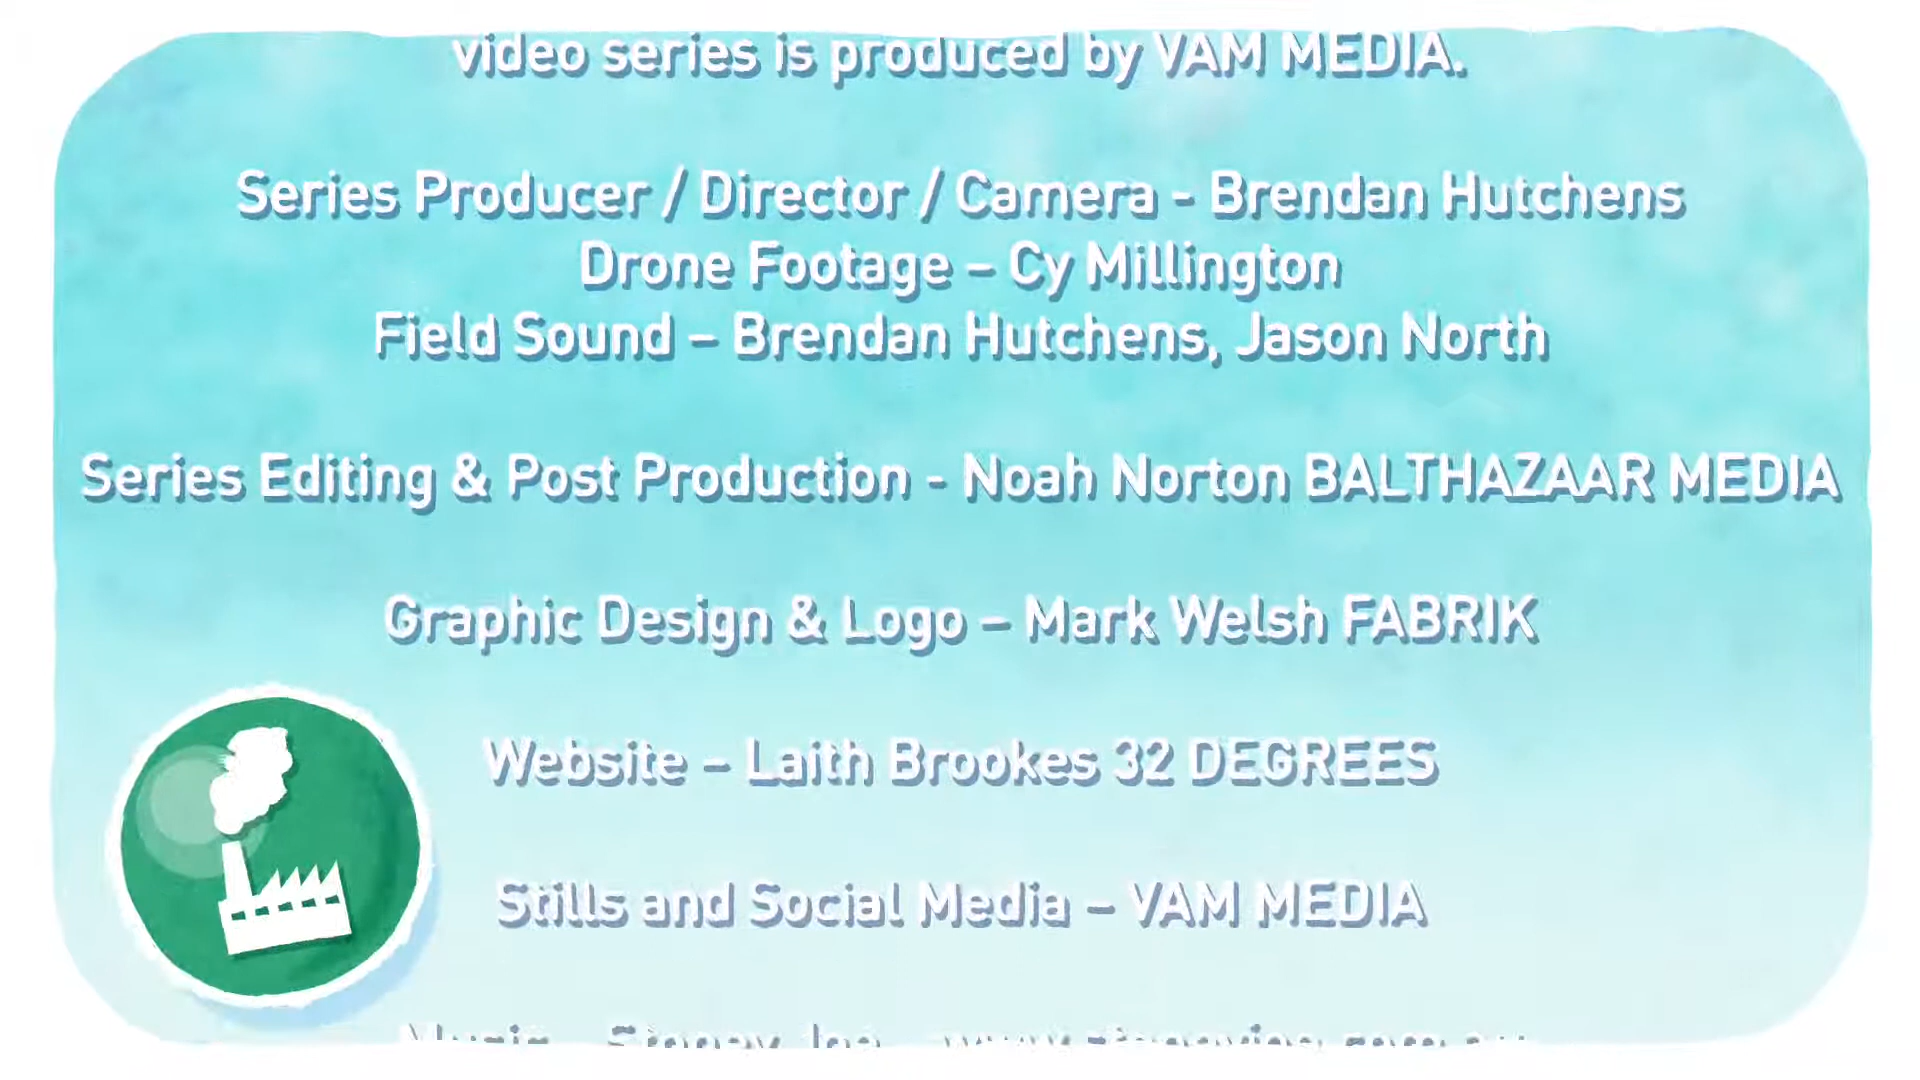 video series is produced by VAM MEDIA.
Series Producer / Director / Camera - Brendan Hutchens
Drone Footage – Cy Millington
Field Sound – Brendan Hutchens, Jason North
Series Editing & Post Production - Noah Norton BALTHAZAAR MEDIA
Graphic Design & Logo – Mark Welsh FABRIK
Website – Laith Brookes 32 DEGREES
Stills and Social Media – VAM MEDIA
Music